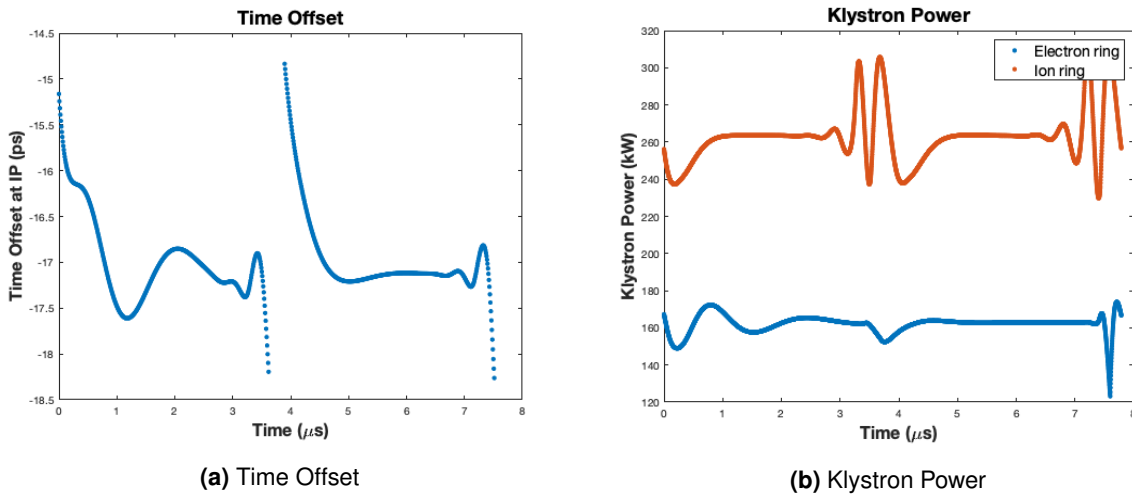 Time Offset
-14.5
-15
-15.5
-16
-16.5
-17
-17.5
-18
-18.5
Time Offset at IP (ps)
0 1 2 3 4 5 6 7 8
Time (μs)
(a) Time Offset
Klystron Power
320
300
280
260
240
220
200
180
160
140
120
Klystron Power (kW)
Electron ring
Ion ring
0 1 2 3 4 5 6 7 8
Time (μs)
(b) Klystron Power